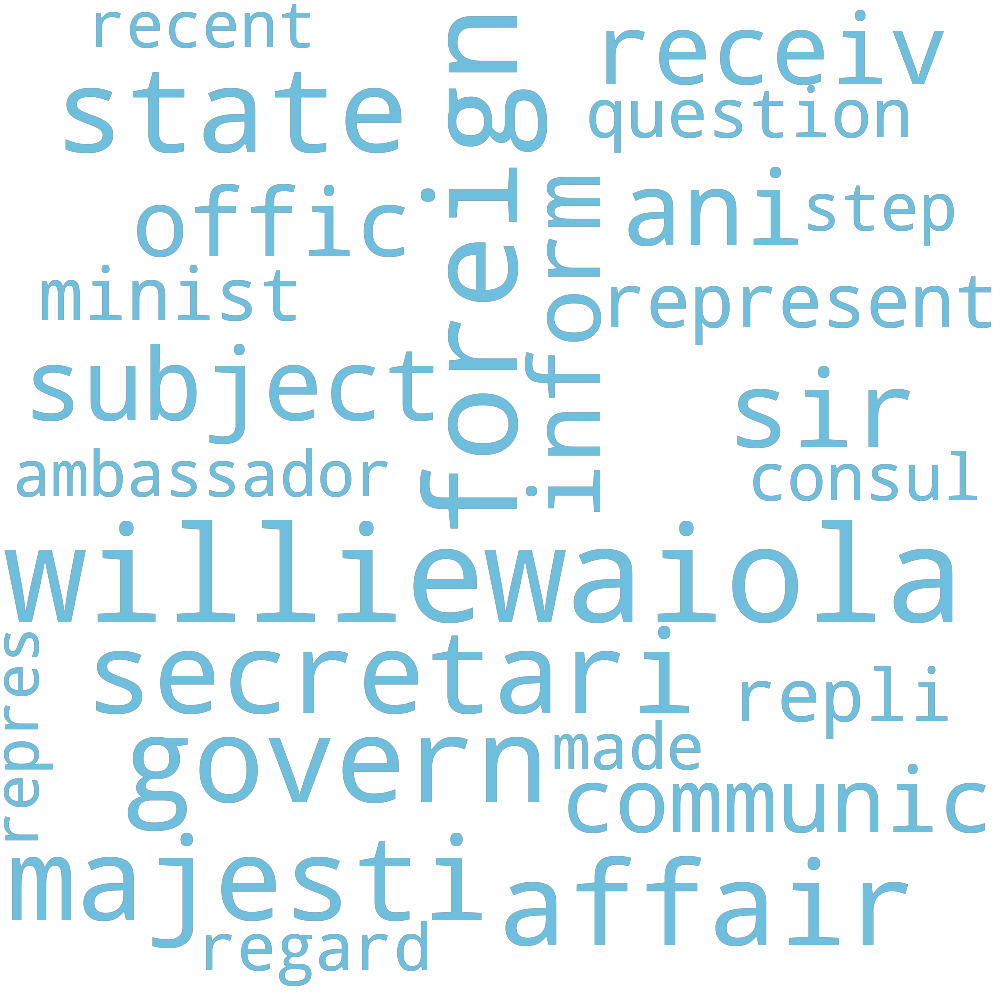 recent
state
foreign
receiv
question
offic
inform
ani
step
minist
represent
subject
sir
ambassador
consul
williewaiola
repres
secretari
repli
govern
made
communic
majesti
affair
regard